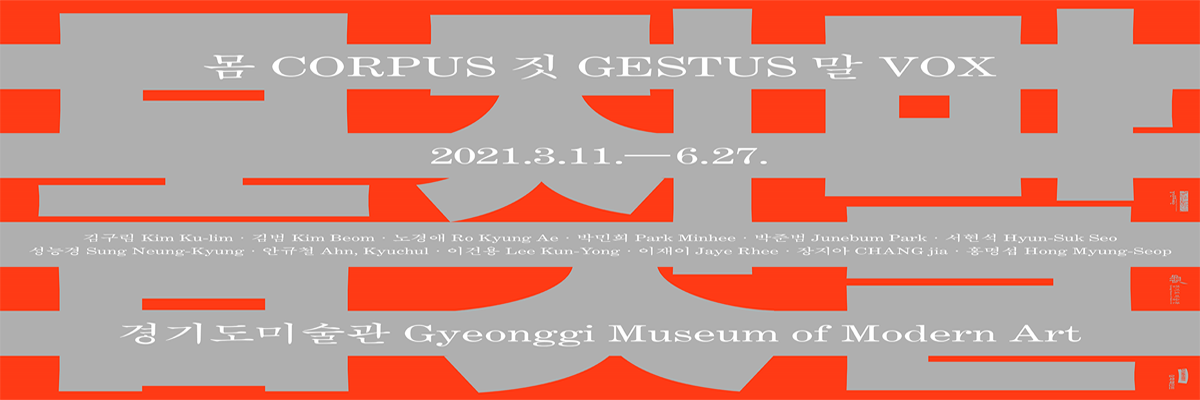 몸 CORPUS 짓 GESTUS 말 VOX
2021.3.11.—6.27.
김구림 Kim Ku-lim · 김범 Kim Beom · 노경애 Ro Kyung Ae · 박민희 Park Minhee · 박준범 Junebum Park · 서현석 Hyun-Suk Seo
성능경 Sung Neung-Kyung · 안규철 Ahn, Kyuchul · 이건용 Lee Kun-Yong · 이재이 Jaye Rhee · 장지아 CHANG jia · 홍명섭 Hong Myung-Seop
경기도미술관 Gyeonggi Museum of Modern Art
몸짓말